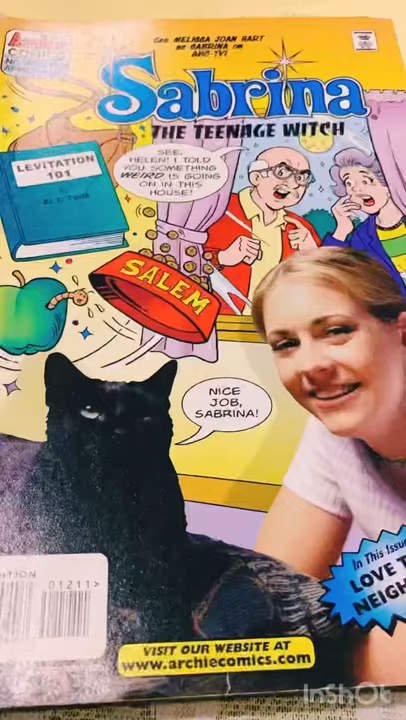 Archie
COMICS
See MELISSA JOAN HART
as SABRINA on
ABC-TV!
Sabrina
THE TEENAGE WITCH
LEVITATION
101
SEE,
HELEN! I TOLD
YOU SOMETHING
WEIRD IS GOING
ON IN THIS
HOUSE!
SALEM
NICE
JOB,
SABRINA!
In This Issue
LOVE T
NEIGH
01211>
VISIT OUR WEBSITE AT
www.archiecomics.com
InShOt